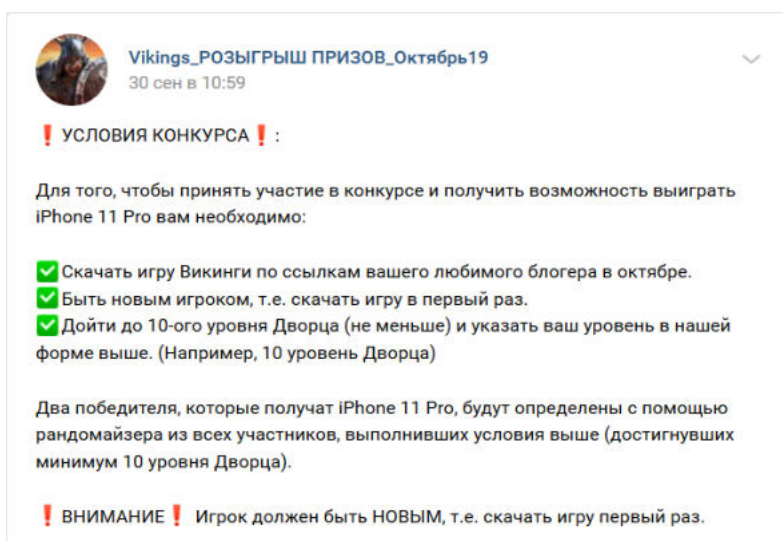 Vikings_РОЗЫГРЫШ ПРИЗОВ_Октябрь19
30 сен в 10:59
❗ УСЛОВИЯ КОНКУРСА❗ :
Для того, чтобы принять участие в конкурсе и получить возможность выиграть
iPhone 11 Pro вам необходимо:
✅Скачать игру Викинги по ссылкам вашего любимого блогера в октябре.
✅Быть новым игроком, т.е. скачать игру в первый раз.
✅Дойти до 10-ого уровня Дворца (не меньше) и указать ваш уровень в нашей
форме выше. (Например, 10 уровень Дворца)
Два победителя, которые получат iPhone 11 Pro, будут определены с помощью
рандомайзера из всех участников, выполнивших условия выше (достигнувших
минимум 10 уровня Дворца).
❗ ВНИМАНИЕ❗ Игрок должен быть НОВЫМ, т.е. скачать игру первый раз.